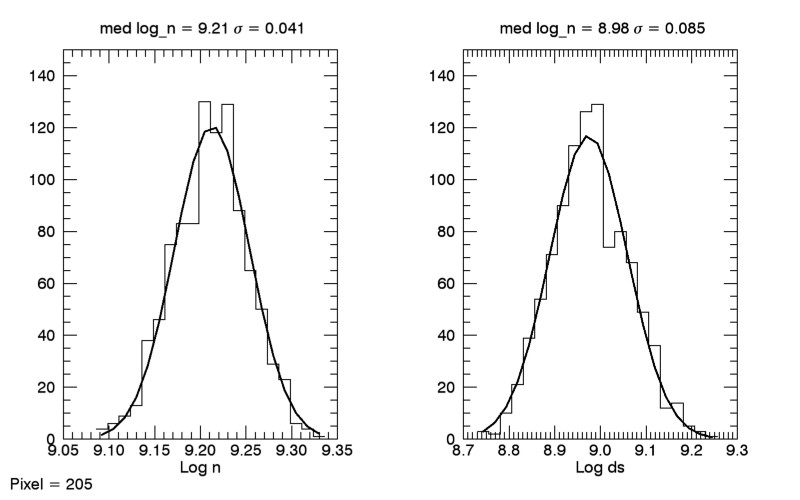 med log_n = 9.21 σ = 0.041
140
120
100
80
60
40
20
0
9.05 9.10 9.15 9.20 9.25 9.30 9.35
Log n
med log_n = 8.98 σ = 0.085
140
120
100
80
60
40
20
0
8.7 8.8 8.9 9.0 9.1 9.2 9.3
Log ds
Pixel = 205